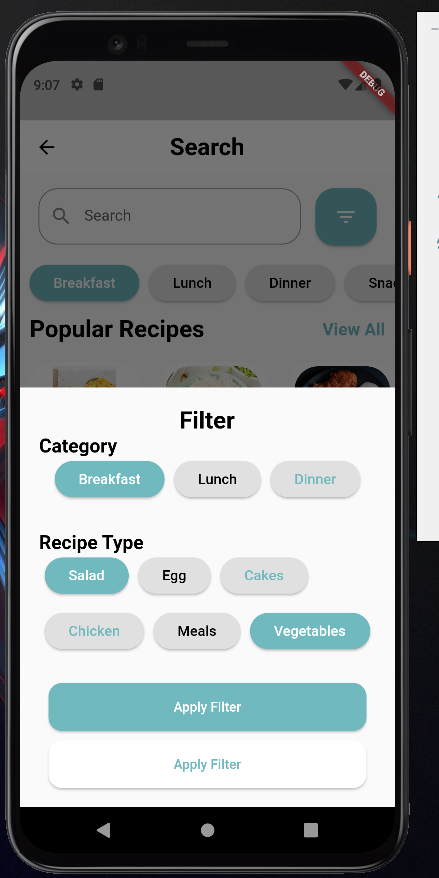 9:07
DEBUG
Search
Search
Breakfast Lunch Dinner Snac
Popular Recipes View All
Filter
Category
Breakfast Lunch Dinner
Recipe Type
Salad Egg Cakes
Chicken Meals Vegetables
Apply Filter
Apply Filter